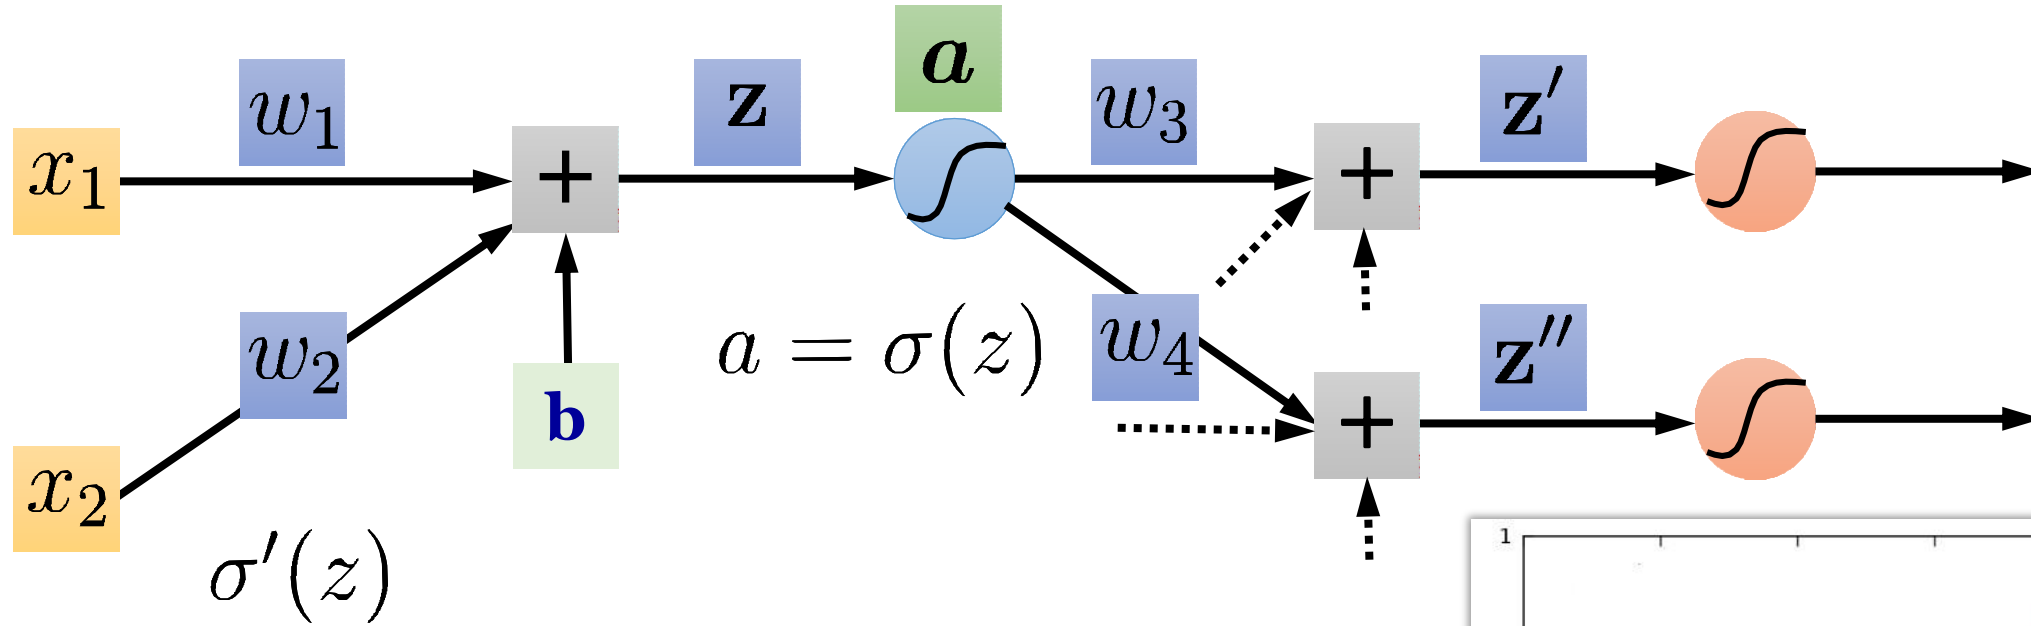 a
w₁ z w₃ z′
x₁ + +
w₂ a = σ(z) w₄ z″
b +
x₂
σ′(z)
1